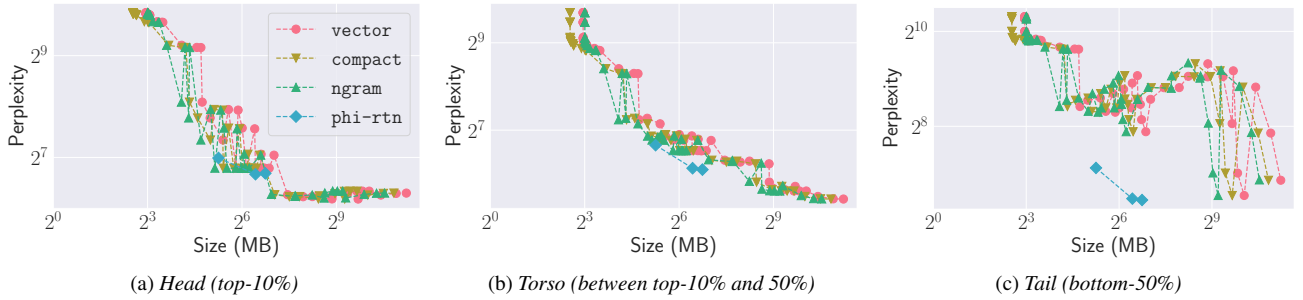 2^9
2^7
Perplexity
vector
compact
ngram
phi-rtn
2^0
2^3
2^6
2^9
Size (MB)
(a) Head (top-10%)
2^9
2^7
Perplexity
2^0
2^3
2^6
2^9
Size (MB)
(b) Torso (between top-10% and 50%)
2^10
2^8
Perplexity
2^0
2^3
2^6
2^9
Size (MB)
(c) Tail (bottom-50%)